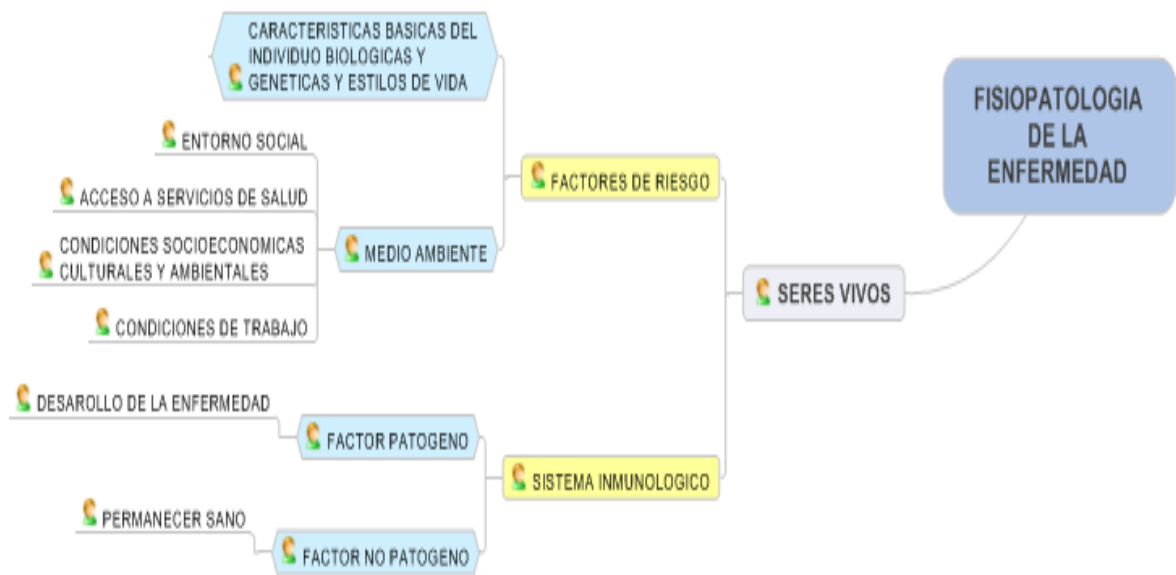 CARACTERISTICAS BASICAS DEL
INDIVIDUO BIOLOGICAS Y
GENETICAS Y ESTILOS DE VIDA
FISIOPATOLOGIA
DE LA
ENFERMEDAD
ENTORNO SOCIAL
FACTORES DE RIESGO
ACCESO A SERVICIOS DE SALUD
CONDICIONES SOCIOECONOMICAS
CULTURALES Y AMBIENTALES
MEDIO AMBIENTE
SERES VIVOS
CONDICIONES DE TRABAJO
DESAROLLO DE LA ENFERMEDAD
FACTOR PATOGENO
SISTEMA INMUNOLOGICO
PERMANECER SANO
FACTOR NO PATOGENO